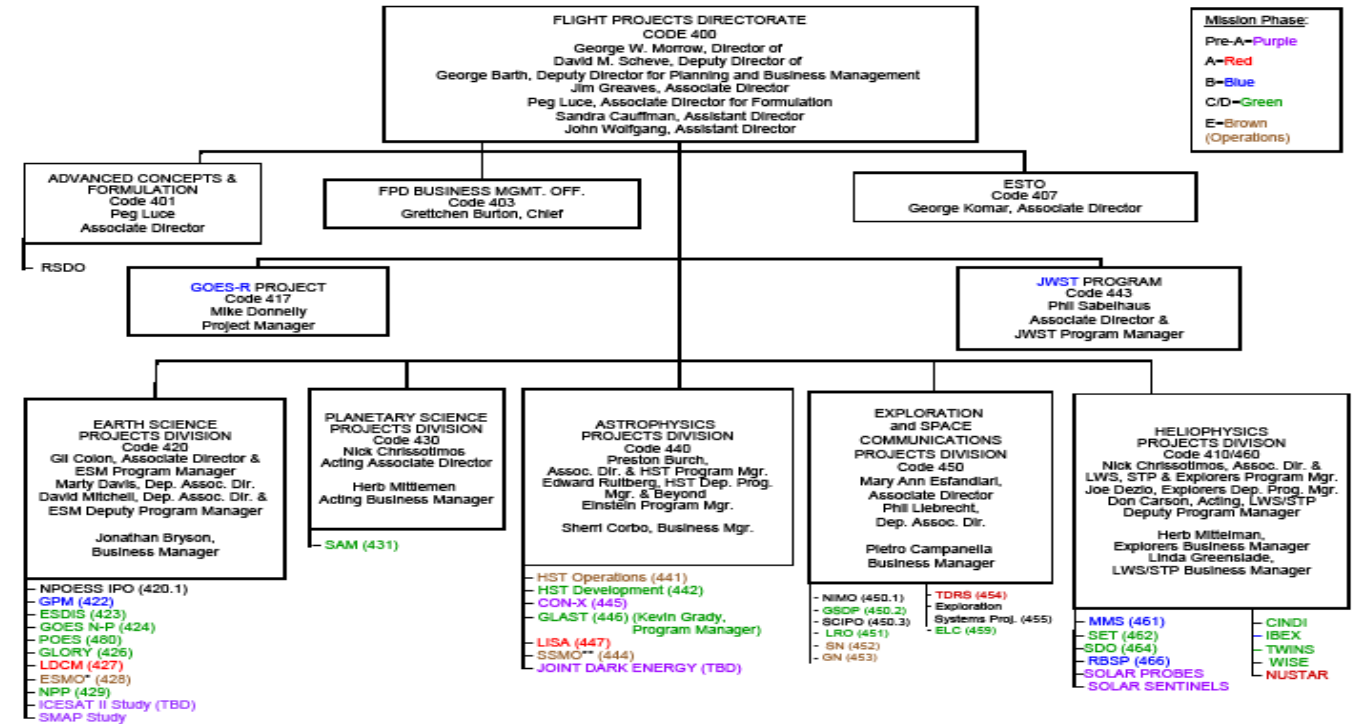 FLIGHT PROJECTS DIRECTORATE
CODE 400
George W. Morrow, Director of
David M. Scheve, Deputy Director of
George Barth, Deputy Director for Planning and Business Management
Jim Greaves, Associate Director
Peg Luce, Associate Director for Formulation
Sandra Cauffman, Assistant Director
John Wolfgang, Assistant Director
Mission Phase:
Pre-A=Purple
A=Red
B=Blue
C/D=Green
E=Brown
(Operations)
ADVANCED CONCEPTS &
FORMULATION
Code 401
Peg Luce
Associate Director
RSDO
FPD BUSINESS MGMT. OFF.
Code 403
Grettchen Burton, Chief
ESTO
Code 407
George Komar, Associate Director
GOES-R PROJECT
Code 417
Mike Donnelly
Project Manager
JWST PROGRAM
Code 443
Phil Sabelhaus
Associate Director &
JWST Program Manager
EARTH SCIENCE
PROJECTS DIVISION
Code 420
Gil Colon, Associate Director &
ESM Program Manager
Marty Davis, Dep. Assoc. Dir.
David Mitchell, Dep. Assoc. Dir. &
ESM Deputy Program Manager
Jonathan Bryson,
Business Manager
NPOESS IPO (420.1)
GPM (422)
ESDIS (423)
GOES N-P (424)
POES (480)
GLORY (426)
LDCM (427)
ESMO* (428)
NPP (429)
ICESAT II Study (TBD)
SMAP Study
PLANETARY SCIENCE
PROJECTS DIVISION
Code 430
Nick Chrissotimos
Acting Associate Director
Herb Mittlemen
Acting Business Manager
SAM (431)
ASTROPHYSICS
PROJECTS DIVISION
Code 440
Preston Burch,
Assoc. Dir. & HST Program Mgr.
Edward Ruitberg, HST Dep. Prog.
Mgr. & Beyond
Einstein Program Mgr.
Sherri Corbo, Business Mgr.
HST Operations (441)
HST Development (442)
CON-X (445)
GLAST (446) (Kevin Grady,
Program Manager)
LISA (447)
SSMO** (444)
JOINT DARK ENERGY (TBD)
EXPLORATION
and SPACE
COMMUNICATIONS
PROJECTS DIVISION
Code 450
Mary Ann Esfandiari,
Associate Director
Phil Liebrecht,
Dep. Assoc. Dir.
Pietro Campanella
Business Manager
NIMO (450.1)
GSDP (450.2)
SCIPO (450.3)
LRO (451)
SN (452)
GN (453)
TDRS (454)
Exploration
Systems Proj. (455)
ELC (459)
HELIOPHYSICS
PROJECTS DIVISON
Code 410/460
Nick Chrissotimos, Assoc. Dir. &
LWS, STP & Explorers Program Mgr.
Joe Dezio, Explorers Dep. Prog. Mgr.
Don Carson, Acting, LWS/STP
Deputy Program Manager
Herb Mittelman,
Explorers Business Manager
Linda Greenslade,
LWS/STP Business Manager
MMS (461)
SET (462)
SDO (464)
RBSP (466)
SOLAR PROBES
SOLAR SENTINELS
CINDI
IBEX
TWINS
WISE
NUSTAR